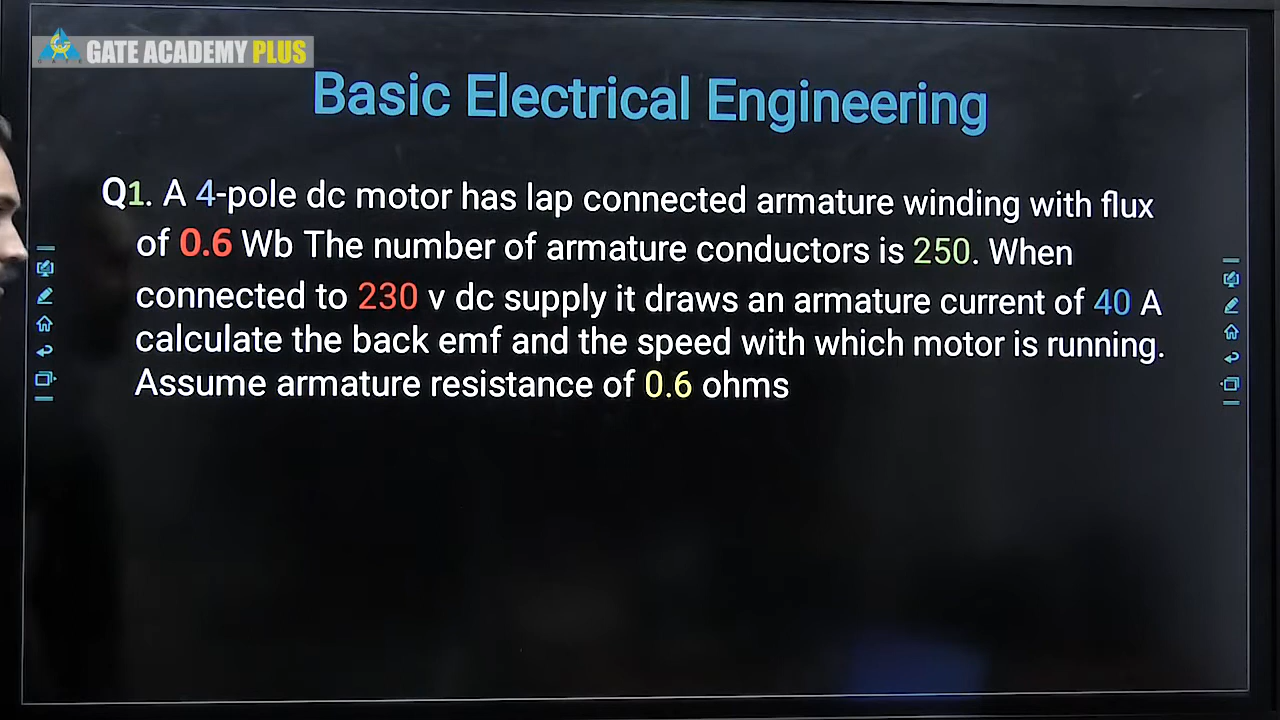 GATE ACADEMY PLUS
Basic Electrical Engineering
Q1. A 4-pole dc motor has lap connected armature winding with flux
of 0.6 Wb The number of armature conductors is 250. When
connected to 230 v dc supply it draws an armature current of 40 A
calculate the back emf and the speed with which motor is running.
Assume armature resistance of 0.6 ohms